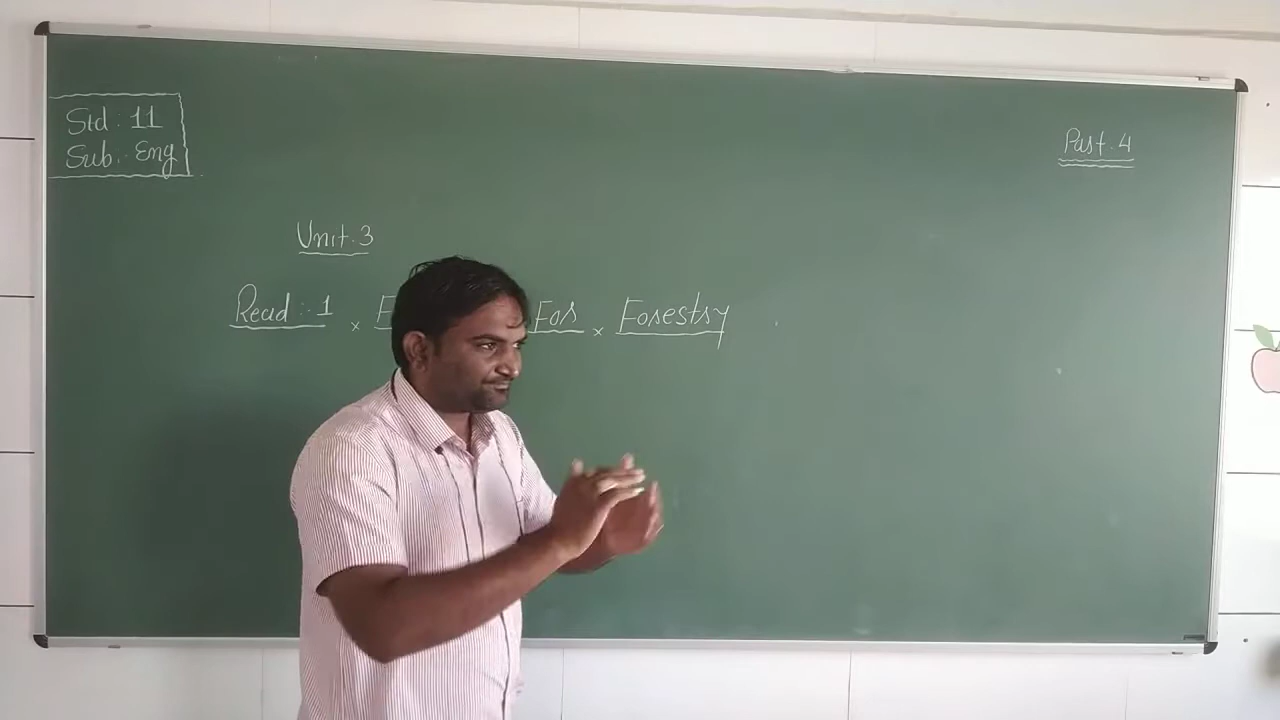 Std : 11
Sub. : Eng
Part. 4
Unit. 3
Read :- 1 × For × Forestry